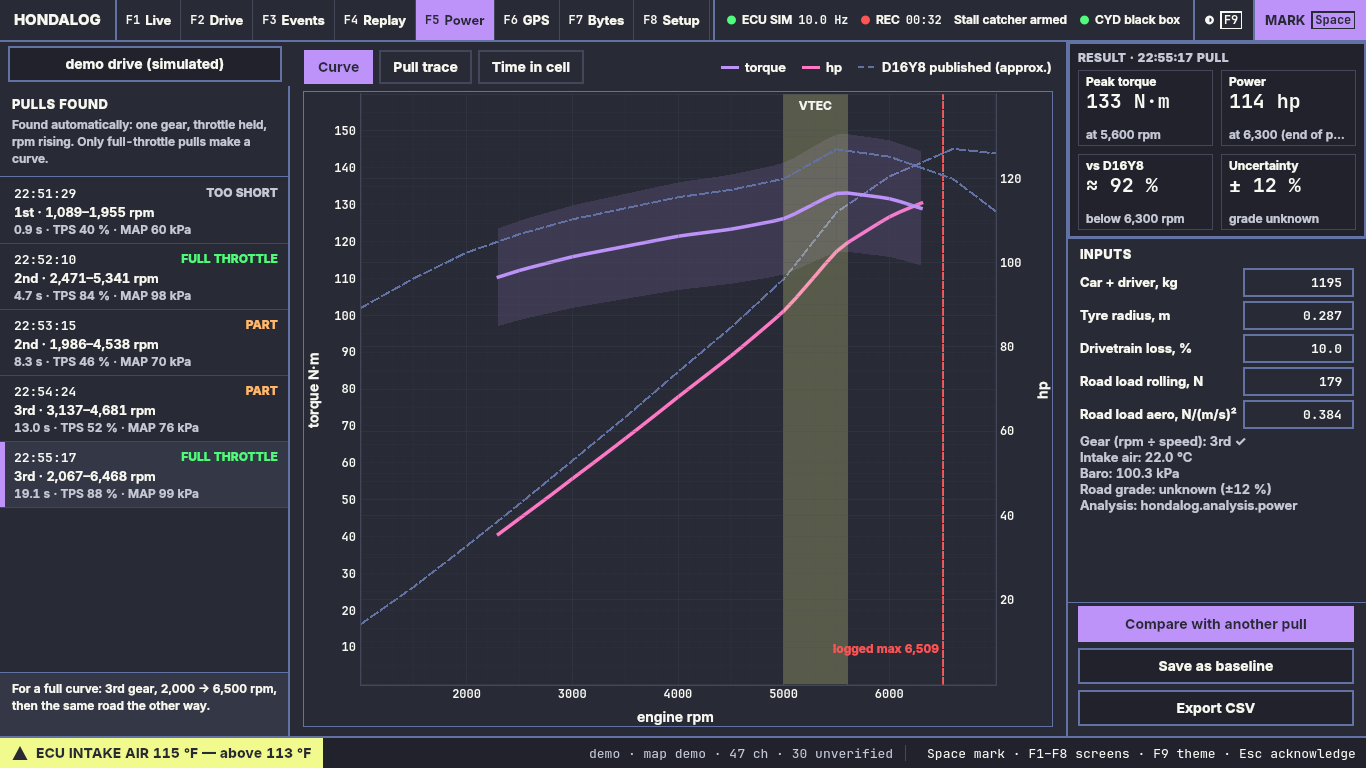 HONDALOG F1 Live F2 Drive F3 Events F4 Replay F5 Power F6 GPS F7 Bytes F8 Setup ECU SIM 10.0 Hz REC 00:32 Stall catcher armed CYD black box F9 MARK Space
demo drive (simulated)
PULLS FOUND
Found automatically: one gear, throttle held,
rpm rising. Only full-throttle pulls make a
curve.
22:51:29 TOO SHORT
1st · 1,089–1,955 rpm
0.9 s · TPS 40 % · MAP 60 kPa
22:52:10 FULL THROTTLE
2nd · 2,471–5,341 rpm
4.7 s · TPS 84 % · MAP 98 kPa
22:53:15 PART
2nd · 1,986–4,538 rpm
8.3 s · TPS 46 % · MAP 70 kPa
22:54:24 PART
3rd · 3,137–4,681 rpm
13.0 s · TPS 52 % · MAP 76 kPa
22:55:17 FULL THROTTLE
3rd · 2,067–6,468 rpm
19.1 s · TPS 88 % · MAP 99 kPa
For a full curve: 3rd gear, 2,000 → 6,500 rpm,
then the same road the other way.
Curve Pull trace Time in cell
torque hp D16Y8 published (approx.)
VTEC
150
140
130
120
110
100
90
80
70
60
50
40
30
20
10
torque N·m
120
100
80
60
40
20
hp
logged max 6,509
2000 3000 4000 5000 6000
engine rpm
RESULT · 22:55:17 PULL
Peak torque
133 N·m
at 5,600 rpm
Power
114 hp
at 6,300 (end of p…
vs D16Y8
≈ 92 %
below 6,300 rpm
Uncertainty
± 12 %
grade unknown
INPUTS
Car + driver, kg 1195
Tyre radius, m 0.287
Drivetrain loss, % 10.0
Road load rolling, N 179
Road load aero, N/(m/s)² 0.384
Gear (rpm ÷ speed): 3rd ✓
Intake air: 22.0 °C
Baro: 100.3 kPa
Road grade: unknown (±12 %)
Analysis: hondalog.analysis.power
Compare with another pull
Save as baseline
Export CSV
ECU INTAKE AIR 115 °F — above 113 °F
demo · map demo · 47 ch · 30 unverified
Space mark · F1–F8 screens · F9 theme · Esc acknowledge